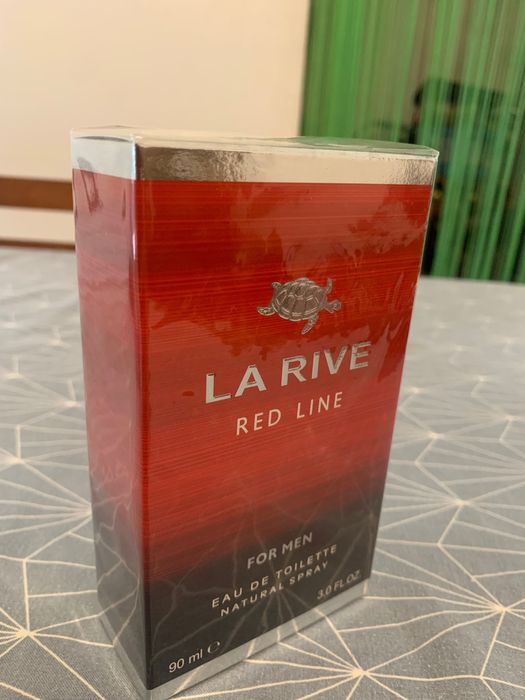 LA RIVE
RED LINE
FOR MEN
EAU DE TOILETTE
NATURAL SPRAY
90 ml ℮ 3.0 FL.OZ.